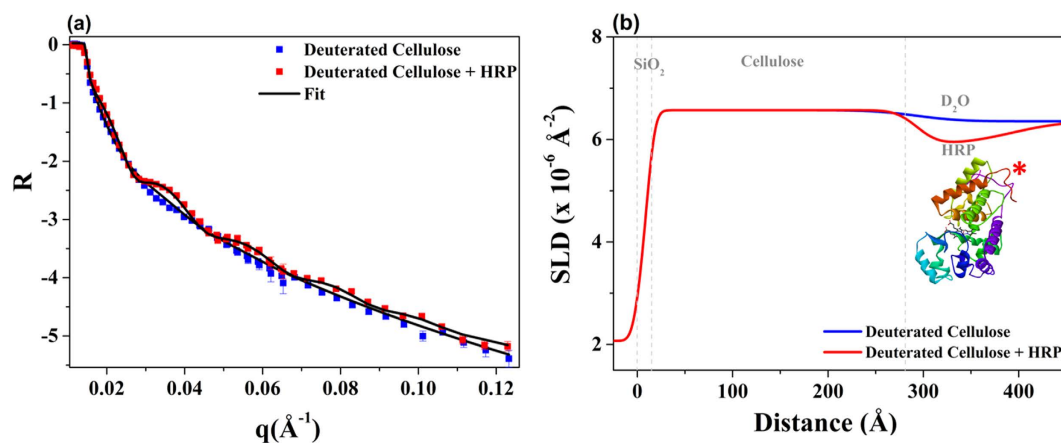 (a)
Deuterated Cellulose
Deuterated Cellulose + HRP
Fit
R
0
-1
-2
-3
-4
-5
0.02 0.04 0.06 0.08 0.10 0.12
q(Å⁻¹)
(b)
SiO₂
Cellulose
D₂O
HRP
*
SLD (x 10⁻⁶ Å⁻²)
8
6
4
2
Deuterated Cellulose
Deuterated Cellulose + HRP
0 100 200 300 400
Distance (Å)